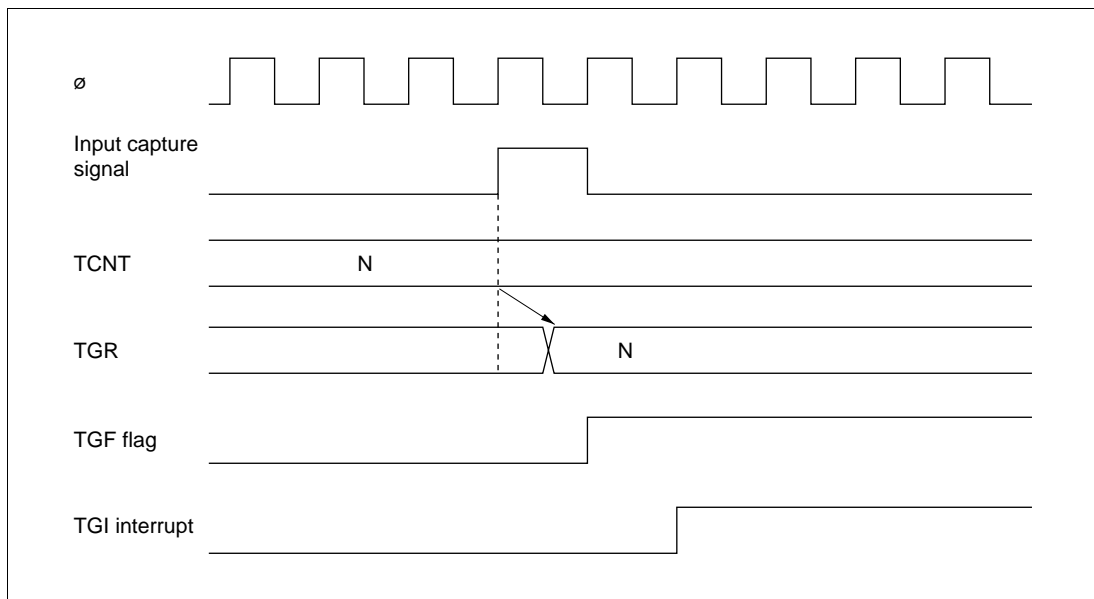 ø
Input capture
signal
TCNT
N
TGR
N
TGF flag
TGI interrupt